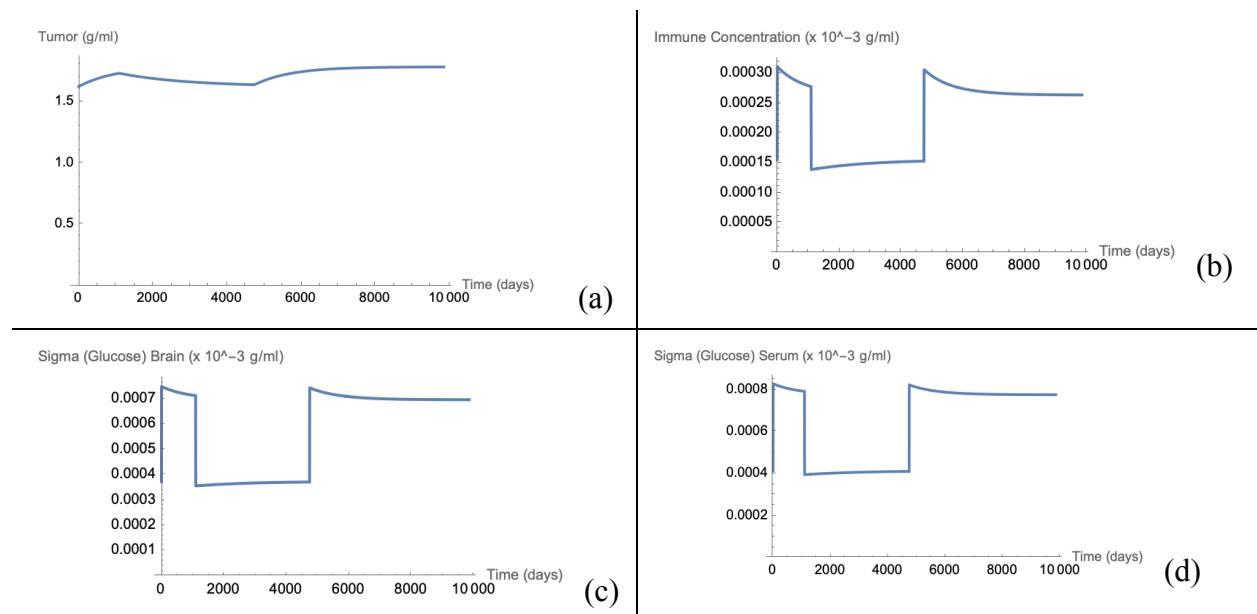 Tumor (g/ml)
1.5
1.0
0.5
0 2000 4000 6000 8000 10 000
Time (days)
(a)
Immune Concentration (x 10^−3 g/ml)
0.00030
0.00025
0.00020
0.00015
0.00010
0.00005
0 2000 4000 6000 8000 10 000
Time (days)
(b)
Sigma (Glucose) Brain (x 10^−3 g/ml)
0.0007
0.0006
0.0005
0.0004
0.0003
0.0002
0.0001
0 2000 4000 6000 8000 10 000
Time (days)
(c)
Sigma (Glucose) Serum (x 10^−3 g/ml)
0.0008
0.0006
0.0004
0.0002
0 2000 4000 6000 8000 10 000
Time (days)
(d)